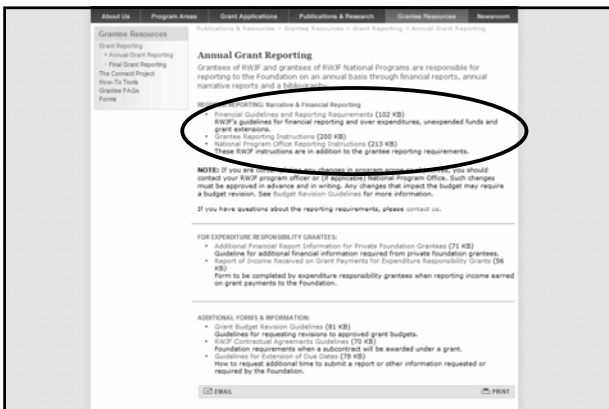 About Us Program Areas Grant Applications Publications & Research Grantee Resources Newsroom
Publications & Resources > Grantee Resources > Grant Reporting > Annual Grant Reporting
Grantee Resources
Grant Reporting
• Annual Grant Reporting
• Final Grant Reporting
The Connect Project
How-To Tools
Grantee FAQs
Forms
Annual Grant Reporting
Grantees of RWJF and grantees of RWJF National Programs are responsible for
reporting to the Foundation on an annual basis through financial reports, annual
narrative reports and a bibliography.
REQUIRED REPORTING: Narrative & Financial Reporting
• Financial Guidelines and Reporting Requirements (102 KB)
RWJF's guidelines for financial reporting and over expenditures, unexpended funds and
grant extensions.
• Grantee Reporting Instructions (200 KB)
• National Program Office Reporting Instructions (213 KB)
These RWJF instructions are in addition to the grantee reporting requirements.
NOTE: If you are considering any changes in program scope or objectives, you should
contact your RWJF program officer or (if applicable) National Program Office. Such changes
must be approved in advance and in writing. Any changes that impact the budget may require
a budget revision. See Budget Revision Guidelines for more information.
If you have questions about the reporting requirements, please contact us.
FOR EXPENDITURE RESPONSIBILITY GRANTEES:
• Additional Financial Report Information for Private Foundation Grantees (71 KB)
Guideline for additional financial information required from private foundation grantees.
• Report of Income Received on Grant Payments for Expenditure Responsibility Grants (56
KB)
Form to be completed by expenditure responsibility grantees when reporting income earned
on grant payments to the Foundation.
ADDITIONAL FORMS & INFORMATION:
• Grant Budget Revision Guidelines (81 KB)
Guidelines for requesting revisions to approved grant budgets.
• RWJF Contractual Agreements Guidelines (70 KB)
Foundation requirements when a subcontract will be awarded under a grant.
• Guidelines for Extension of Due Dates (78 KB)
How to request additional time to submit a report or other information requested or
required by the Foundation.
EMAIL PRINT